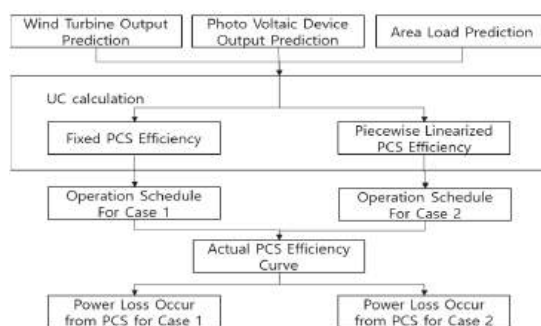 Wind Turbine Output
Prediction
Photo Voltaic Device
Output Prediction
Area Load Prediction
UC calculation
Fixed PCS Efficiency
Piecewise Linearized
PCS Efficiency
Operation Schedule
For Case 1
Operation Schedule
For Case 2
Actual PCS Efficiency
Curve
Power Loss Occur
from PCS for Case 1
Power Loss Occur
from PCS for Case 2